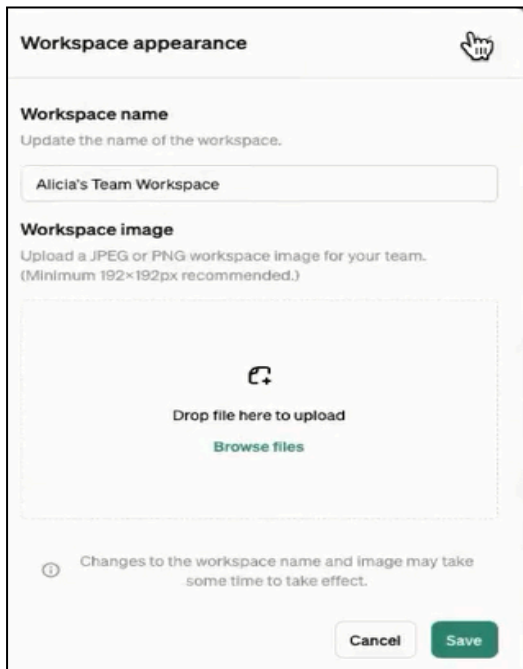 Workspace appearance
Workspace name
Update the name of the workspace.
Alicia's Team Workspace
Workspace image
Upload a JPEG or PNG workspace image for your team.
(Minimum 192×192px recommended.)
Drop file here to upload
Browse files
Changes to the workspace name and image may take
some time to take effect.
Cancel
Save